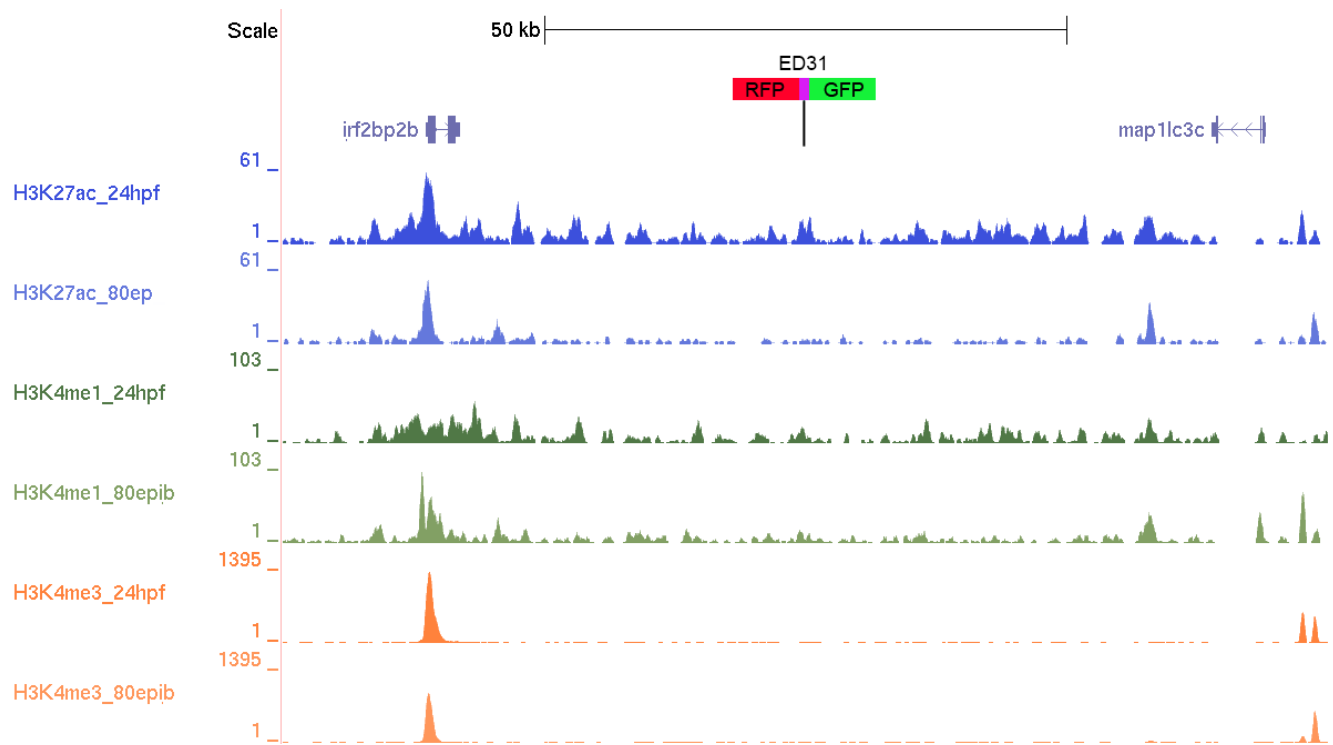 Scale 50 kb
ED31
RFP GFP
irf2bp2b map1lc3c
61
H3K27ac_24hpf
1
61
H3K27ac_80ep
1
103
H3K4me1_24hpf
1
103
H3K4me1_80epib
1
1395
H3K4me3_24hpf
1
1395
H3K4me3_80epib
1